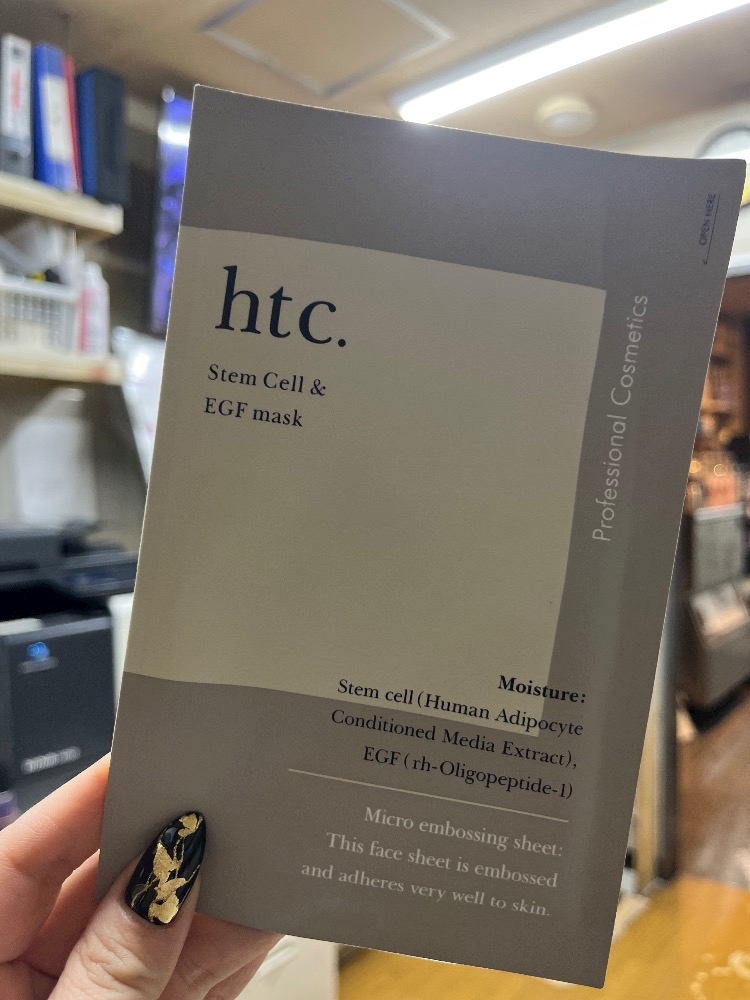 OPEN HERE
htc.
Stem Cell &
EGF mask
Professional Cosmetics
Moisture:
Stem cell (Human Adipocyte
Conditioned Media Extract),
EGF ( rh-Oligopeptide-1)
Micro embossing sheet:
This face sheet is embossed
and adheres very well to skin.